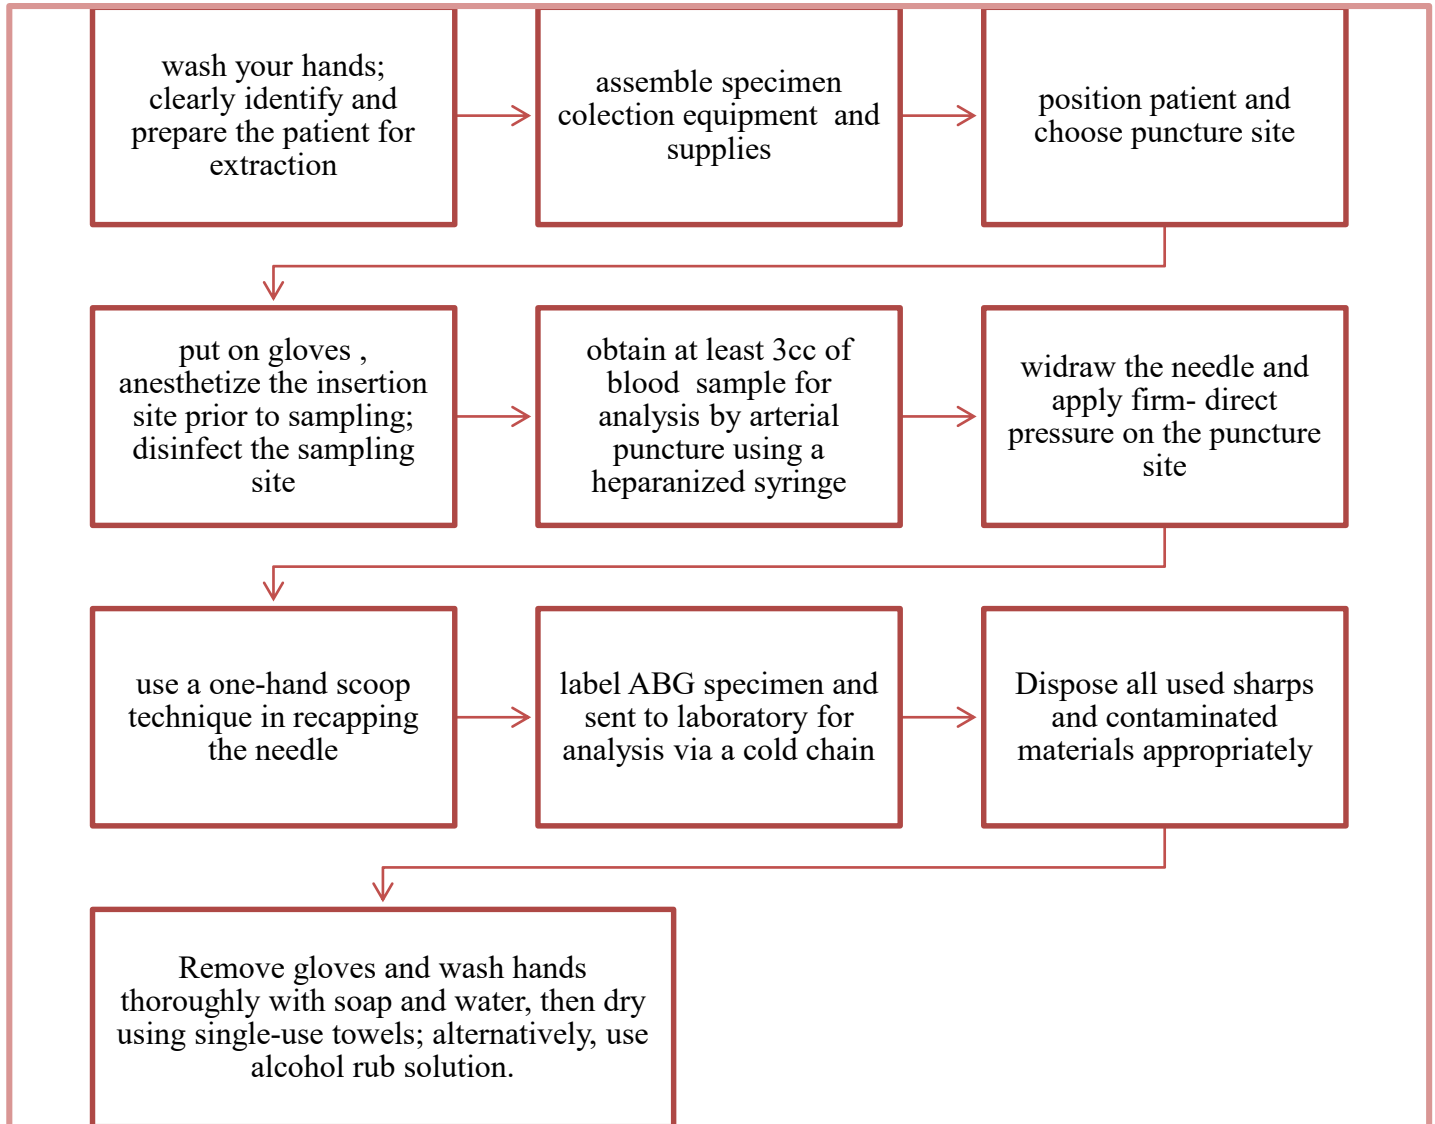 wash your hands;
clearly identify and
prepare the patient for
extraction
assemble specimen
colection equipment  and
supplies
position patient and
choose puncture site
put on gloves ,
anesthetize the insertion
site prior to sampling;
disinfect the sampling
site
obtain at least 3cc of
blood  sample for
analysis by arterial
puncture using a
heparanized syringe
widraw the needle and
apply firm- direct
pressure on the puncture
site
use a one-hand scoop
technique in recapping
the needle
label ABG specimen and
sent to laboratory for
analysis via a cold chain
Dispose all used sharps
and contaminated
materials appropriately
Remove gloves and wash hands
thoroughly with soap and water, then dry
using single-use towels; alternatively, use
alcohol rub solution.